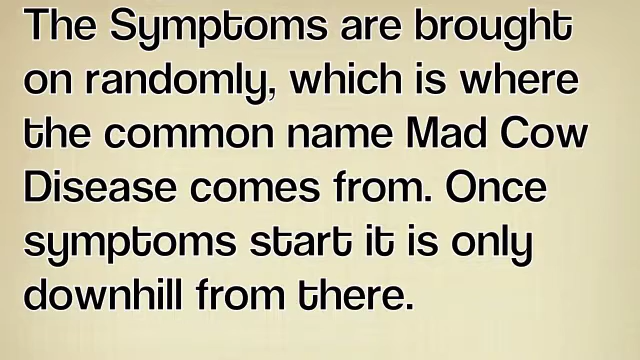 The Symptoms are brought
on randomly, which is where
the common name Mad Cow
Disease comes from. Once
symptoms start it is only
downhill from there.